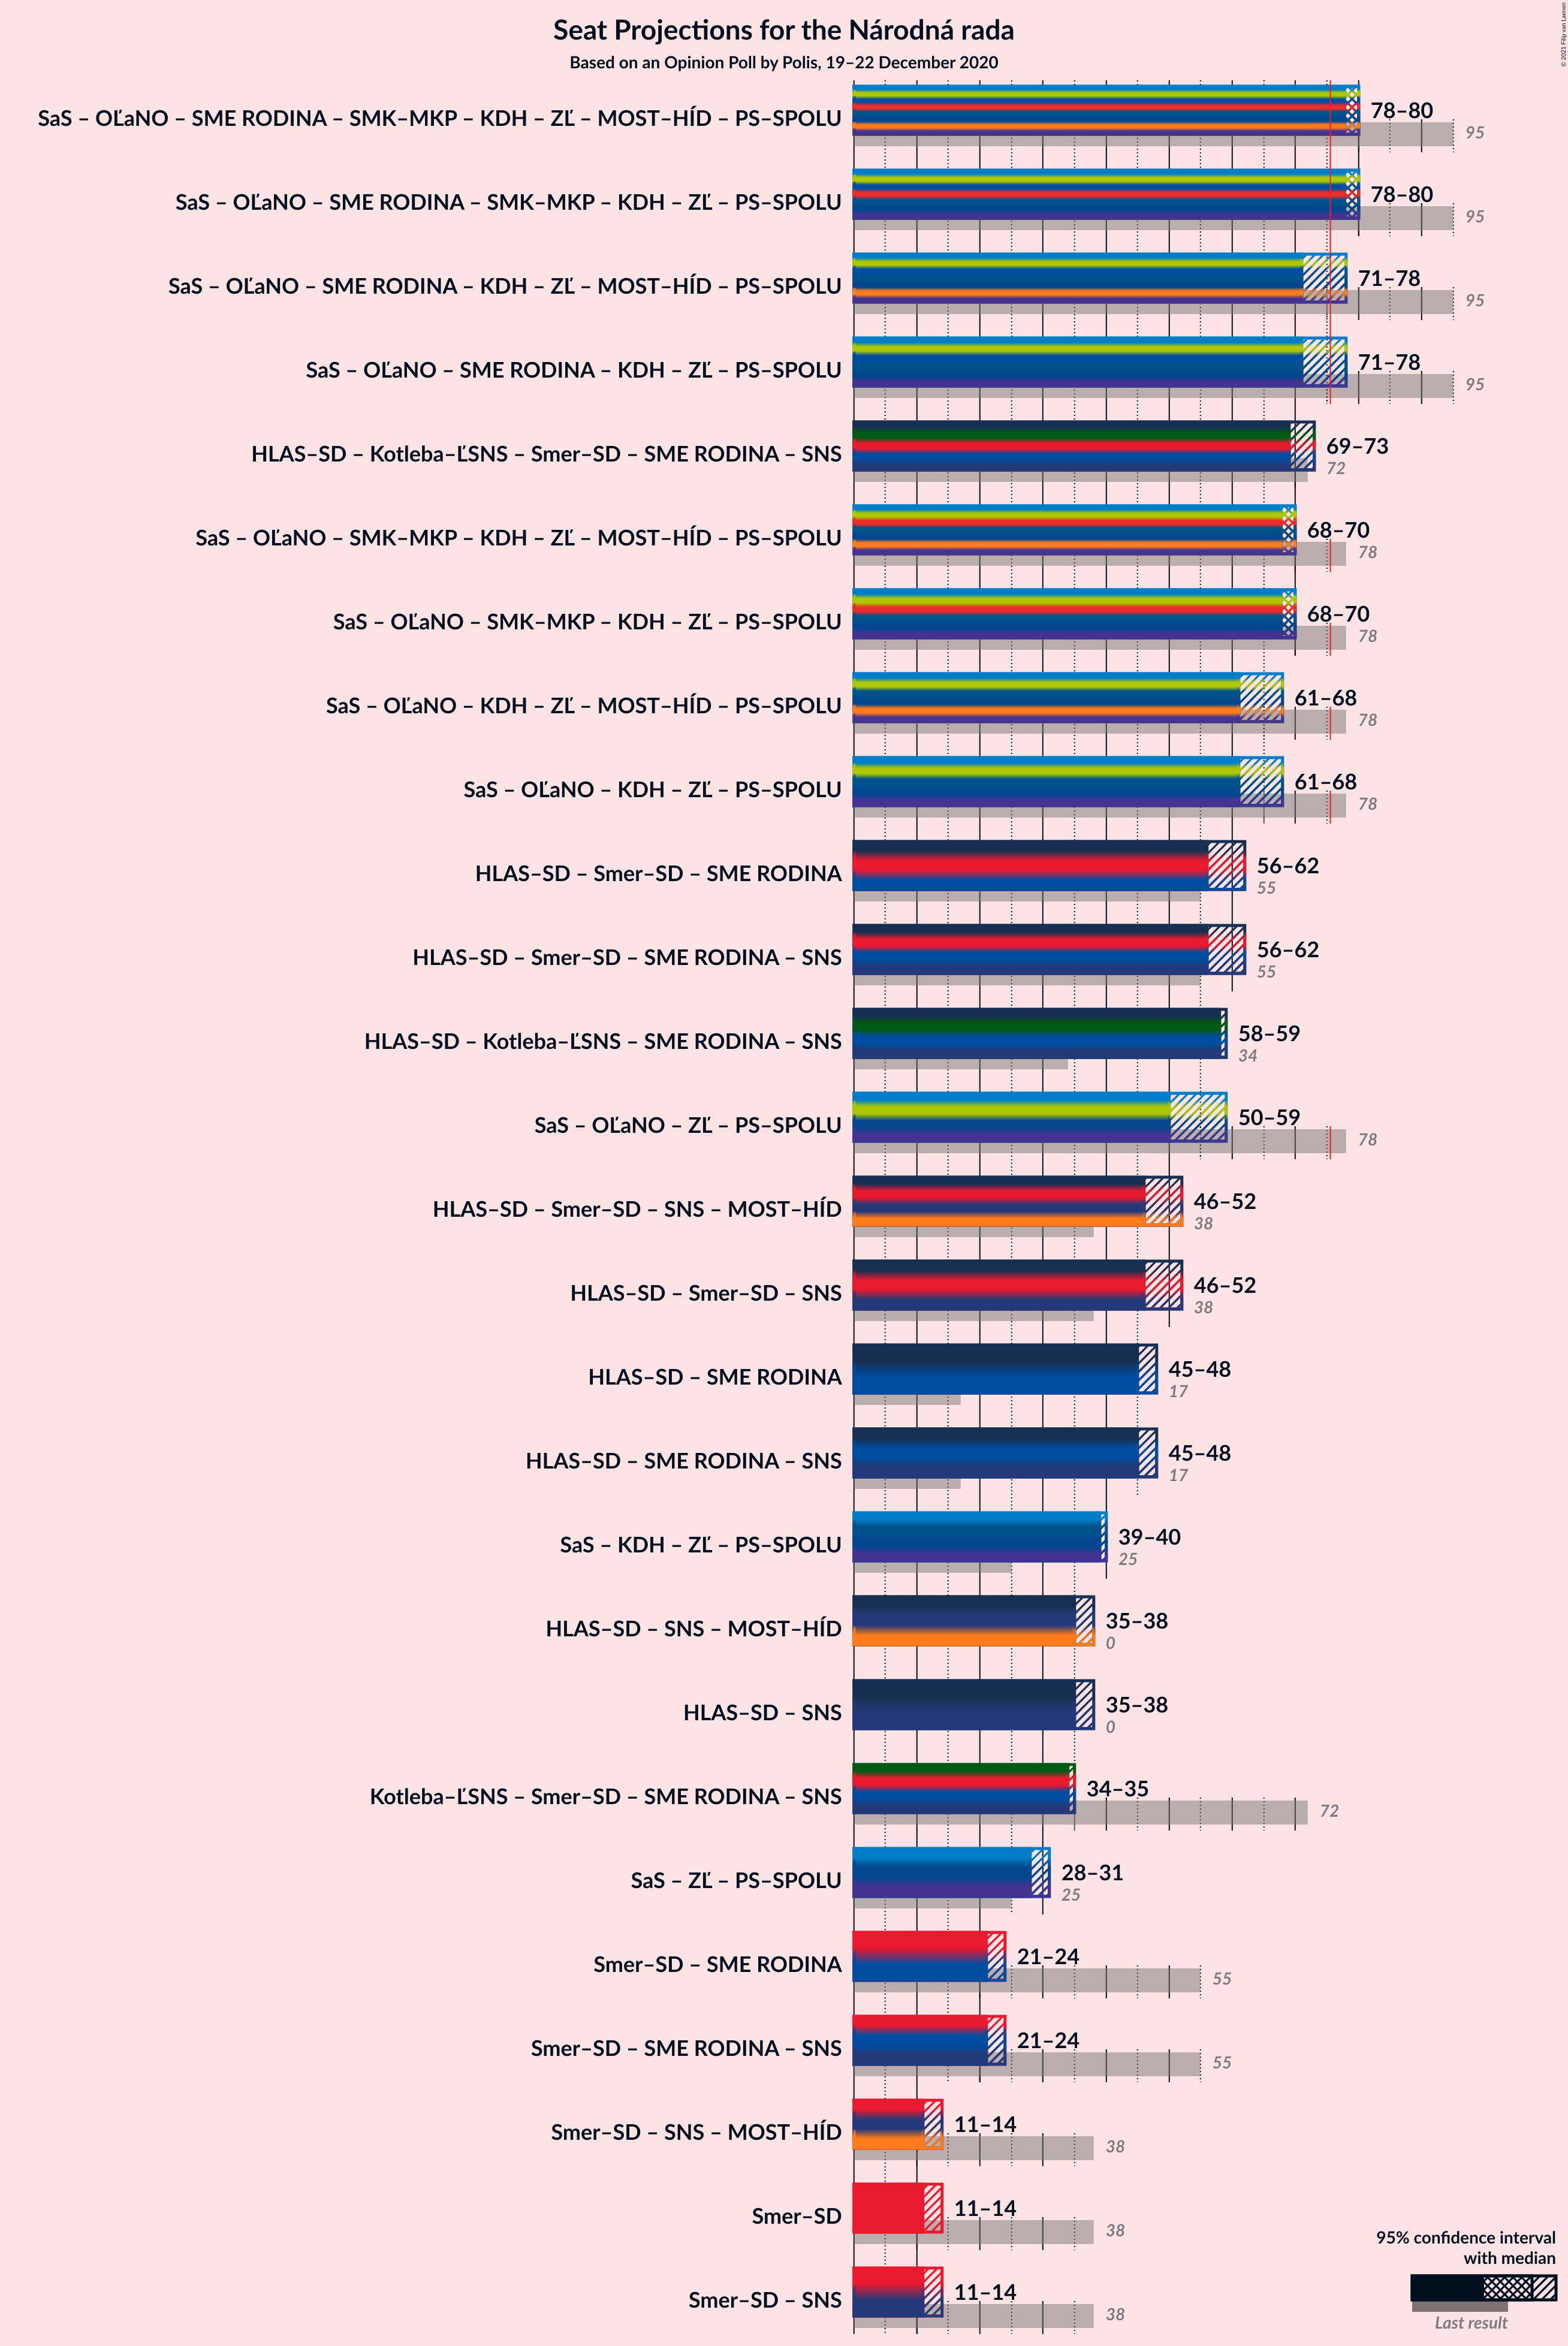 Seat Projections for the Národná rada
Based on an Opinion Poll by Polis, 19–22 December 2020
© 2021 Filip van Laenen
SaS – OĽaNO – SME RODINA – SMK–MKP – KDH – ZĽ – MOST–HÍD – PS–SPOLU
78–80
95
SaS – OĽaNO – SME RODINA – SMK–MKP – KDH – ZĽ – PS–SPOLU
78–80
95
SaS – OĽaNO – SME RODINA – KDH – ZĽ – MOST–HÍD – PS–SPOLU
71–78
95
SaS – OĽaNO – SME RODINA – KDH – ZĽ – PS–SPOLU
71–78
95
HLAS–SD – Kotleba–ĽSNS – Smer–SD – SME RODINA – SNS
69–73
72
SaS – OĽaNO – SMK–MKP – KDH – ZĽ – MOST–HÍD – PS–SPOLU
68–70
78
SaS – OĽaNO – SMK–MKP – KDH – ZĽ – PS–SPOLU
68–70
78
SaS – OĽaNO – KDH – ZĽ – MOST–HÍD – PS–SPOLU
61–68
78
SaS – OĽaNO – KDH – ZĽ – PS–SPOLU
61–68
78
HLAS–SD – Smer–SD – SME RODINA
56–62
55
HLAS–SD – Smer–SD – SME RODINA – SNS
56–62
55
HLAS–SD – Kotleba–ĽSNS – SME RODINA – SNS
58–59
34
SaS – OĽaNO – ZĽ – PS–SPOLU
50–59
78
HLAS–SD – Smer–SD – SNS – MOST–HÍD
46–52
38
HLAS–SD – Smer–SD – SNS
46–52
38
HLAS–SD – SME RODINA
45–48
17
HLAS–SD – SME RODINA – SNS
45–48
17
SaS – KDH – ZĽ – PS–SPOLU
39–40
25
HLAS–SD – SNS – MOST–HÍD
35–38
0
HLAS–SD – SNS
35–38
0
Kotleba–ĽSNS – Smer–SD – SME RODINA – SNS
34–35
72
SaS – ZĽ – PS–SPOLU
28–31
25
Smer–SD – SME RODINA
21–24
55
Smer–SD – SME RODINA – SNS
21–24
55
Smer–SD – SNS – MOST–HÍD
11–14
38
Smer–SD
11–14
38
Smer–SD – SNS
11–14
38
95% confidence interval
with median
Last result